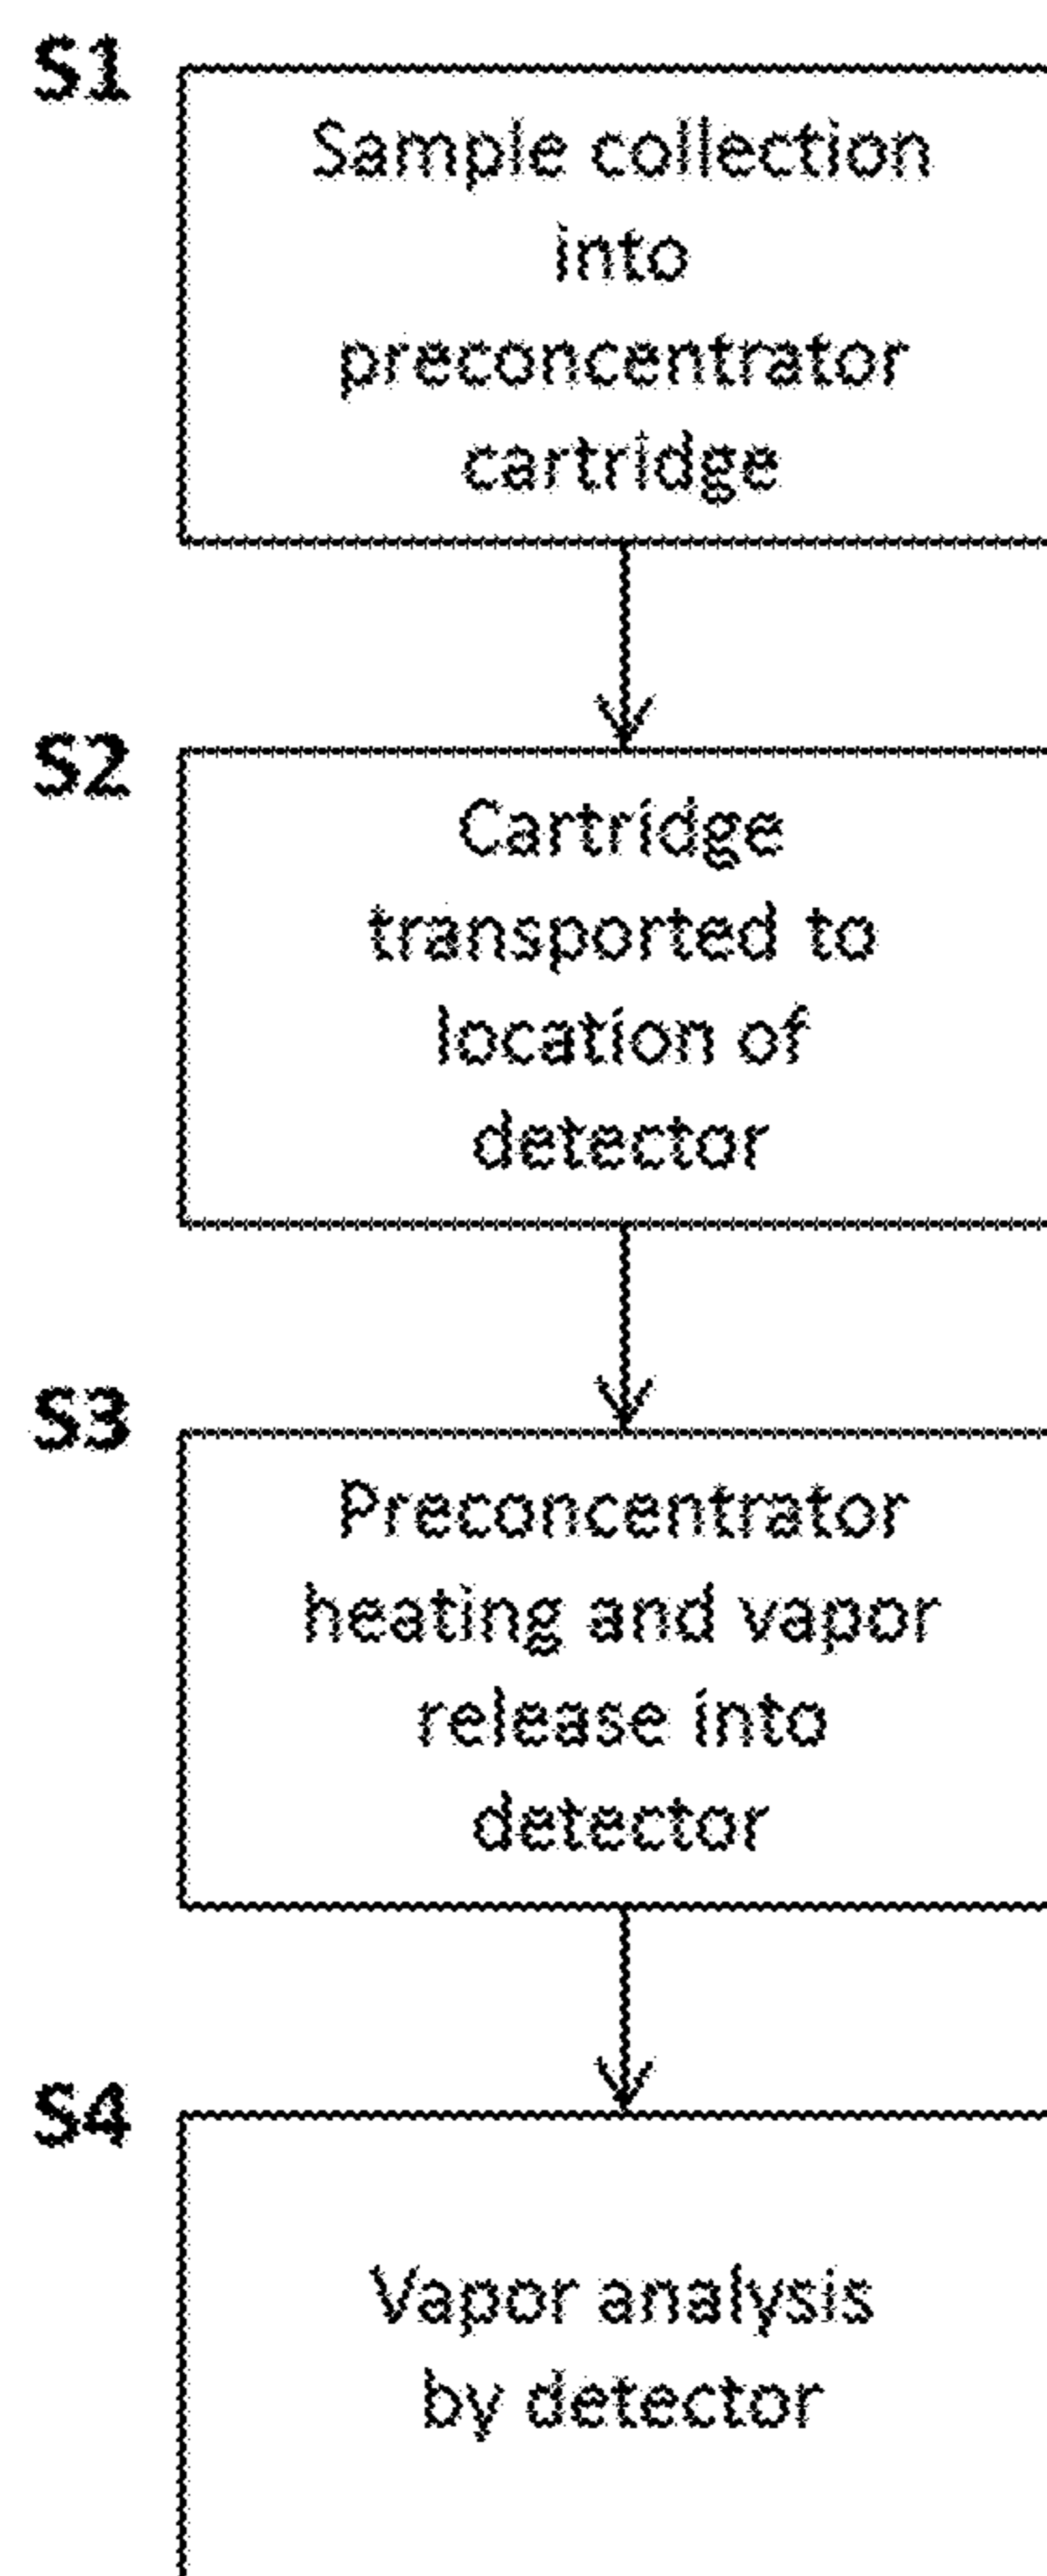 S1
Sample collection
into
preconcentrator
cartridge
S2
Cartridge
transported to
location of
detector
S3
Preconcentrator
heating and vapor
release into
detector
S4
Vapor analysis
by detector